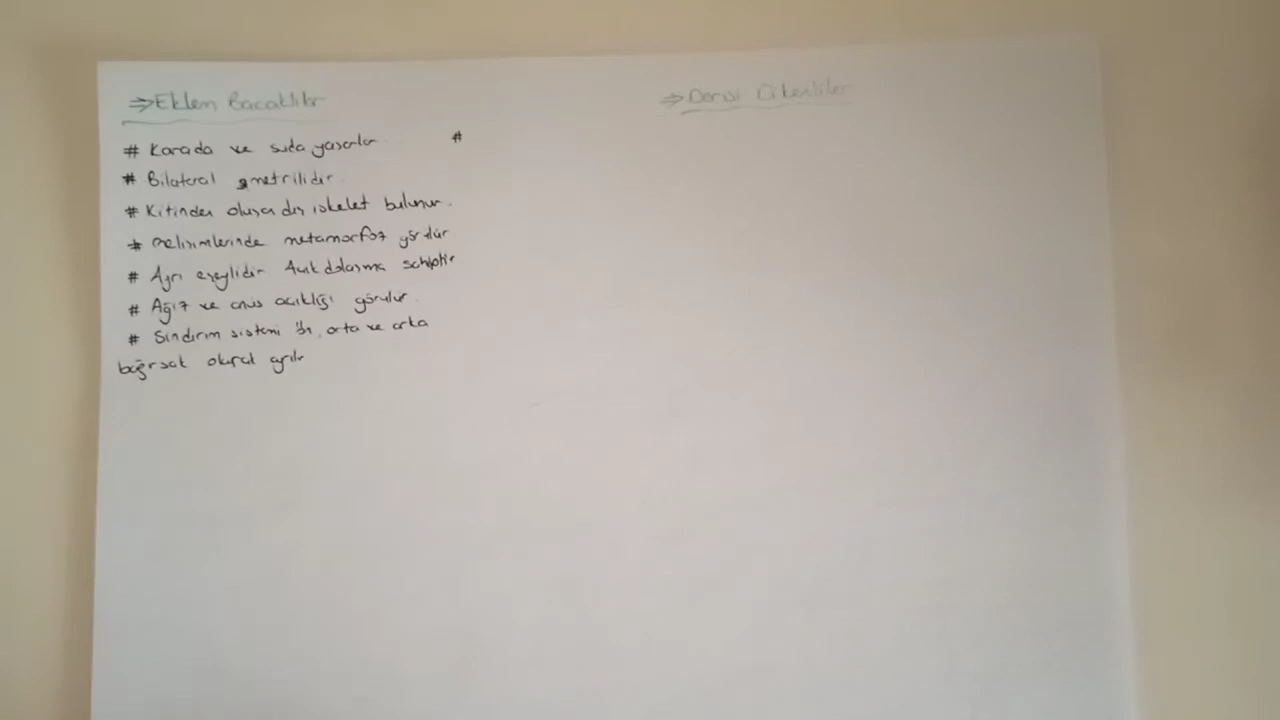 ⇒Eklem Bacaklılar
⇒Derisi Dikenliler
# Karada ve suda yaşarlar #
# Bilateral simetrilidir.
# Kitinden oluşan dış iskelet bulunur.
# Gelişimlerinde metamorfoz görülür
# Ayrı eşeylidir. Açık dolaşıma sahiptir
# Ağız ve anüs açıklığı görülür.
# Sindirim sistemi ön, orta ve arka
bağırsak olarak ayrılır